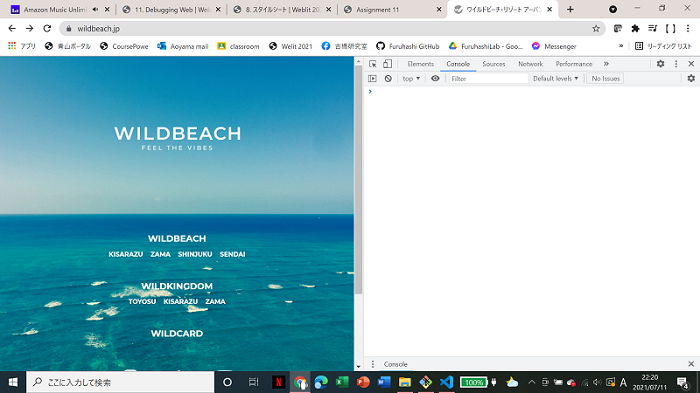 Amazon Music Unlim
11. Debugging Web | Wel
8. スタイルシート | Weblit 202
Assignment 11
ワイルドビーチ・リゾート アーバン
wildbeach.jp
アプリ 青山ポータル CoursePowe Aoyama mail classroom Welit 2021 古橋研究室 Furuhashi GitHub FuruhashiLab - Goo... Messenger » リーディング リスト
Elements Console Sources Network Performance »
top ▼ Filter Default levels ▼ No Issues
WILDBEACH
FEEL THE VIBES
WILDBEACH
KISARAZU ZAMA SHINJUKU SENDAI
WILDKINGDOM
TOYOSU KISARAZU ZAMA
WILDCARD
Console
ここに入力して検索
100%
A
22:20
2021/07/11